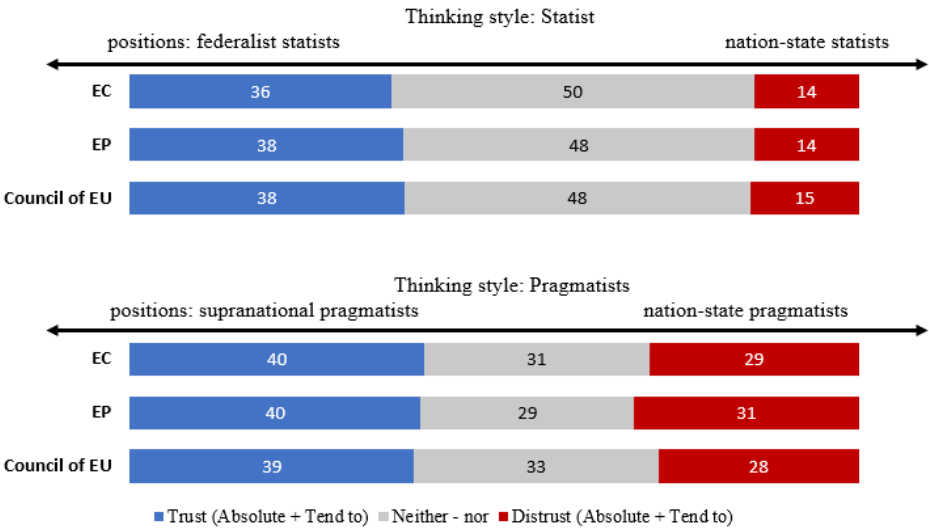 Thinking style: Statist
positions: federalist statists nation-state statists
EC 36 50 14
EP 38 48 14
Council of EU 38 48 15
Thinking style: Pragmatists
positions: supranational pragmatists nation-state pragmatists
EC 40 31 29
EP 40 29 31
Council of EU 39 33 28
Trust (Absolute + Tend to) Neither - nor Distrust (Absolute + Tend to)